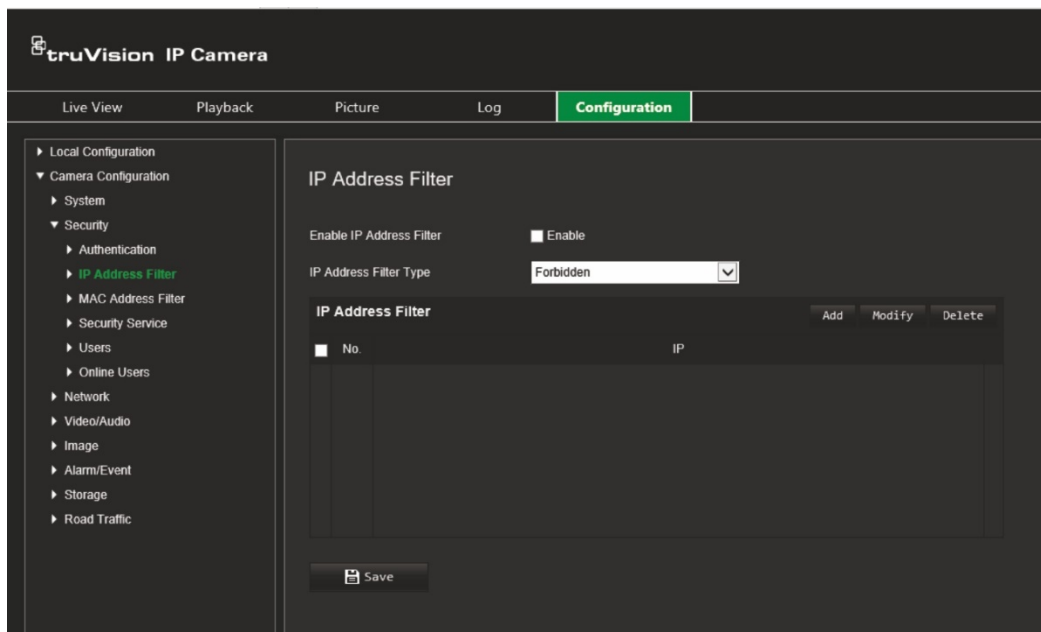 truVision IP Camera
Live View Playback Picture Log Configuration
Local Configuration
Camera Configuration
System
Security
Authentication
IP Address Filter
MAC Address Filter
Security Service
Users
Online Users
Network
Video/Audio
Image
Alarm/Event
Storage
Road Traffic
IP Address Filter
Enable IP Address Filter Enable
IP Address Filter Type Forbidden
IP Address Filter Add Modify Delete
No. IP
Save